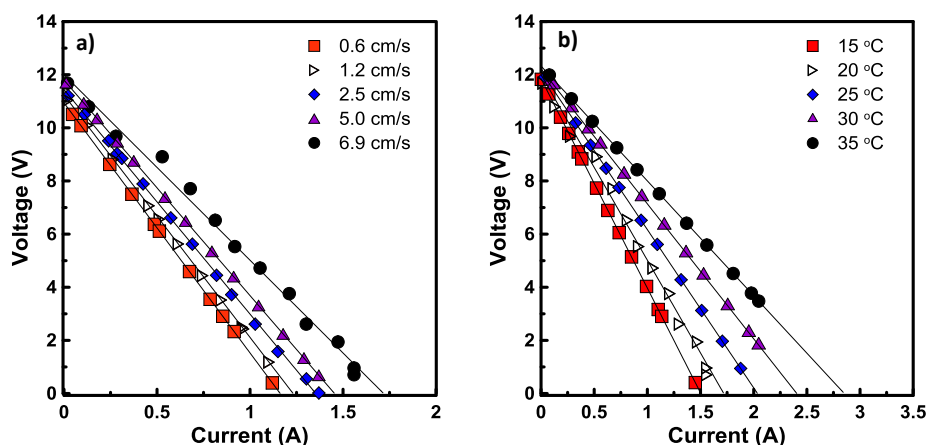 a)
0.6 cm/s
1.2 cm/s
2.5 cm/s
5.0 cm/s
6.9 cm/s
14
12
10
8
6
4
2
0
Voltage (V)
0
0.5
1
1.5
2
Current (A)
b)
15 °C
20 °C
25 °C
30 °C
35 °C
14
12
10
8
6
4
2
0
Voltage (V)
0
0.5
1
1.5
2
2.5
3
3.5
Current (A)